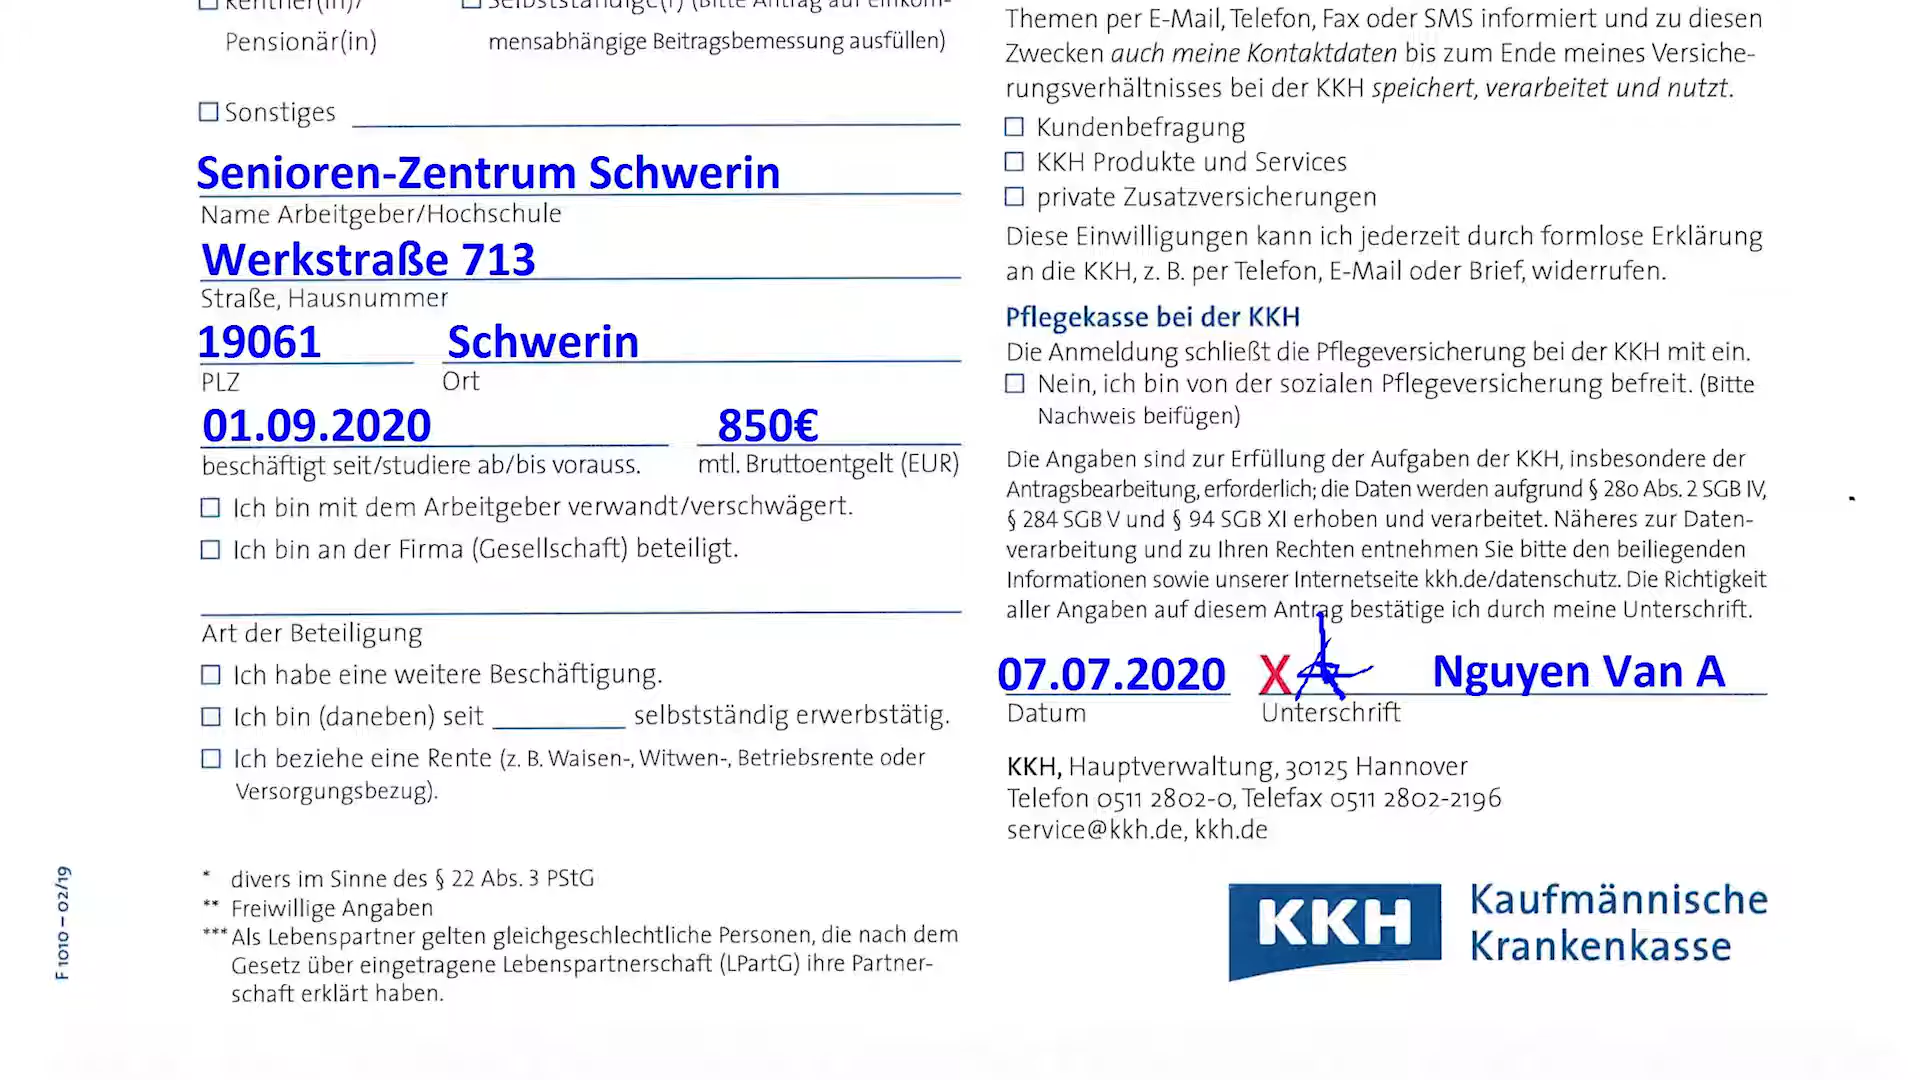 Rentner(in)/
Pensionär(in)
Selbstständige(r) (Bitte Antrag auf einkom-
mensabhängige Beitragsbemessung ausfüllen)
Sonstiges
Senioren-Zentrum Schwerin
Name Arbeitgeber/Hochschule
Werkstraße 713
Straße, Hausnummer
19061 Schwerin
PLZ Ort
01.09.2020 850€
beschäftigt seit/studiere ab/bis vorauss. mtl. Bruttoentgelt (EUR)
Ich bin mit dem Arbeitgeber verwandt/verschwägert.
Ich bin an der Firma (Gesellschaft) beteiligt.
Art der Beteiligung
Ich habe eine weitere Beschäftigung.
Ich bin (daneben) seit selbstständig erwerbstätig.
Ich beziehe eine Rente (z. B. Waisen-, Witwen-, Betriebsrente oder
Versorgungsbezug).
* divers im Sinne des § 22 Abs. 3 PStG
** Freiwillige Angaben
*** Als Lebenspartner gelten gleichgeschlechtliche Personen, die nach dem
Gesetz über eingetragene Lebenspartnerschaft (LPartG) ihre Partner-
schaft erklärt haben.
F 1010 – 02/19
Themen per E-Mail, Telefon, Fax oder SMS informiert und zu diesen
Zwecken auch meine Kontaktdaten bis zum Ende meines Versiche-
rungsverhältnisses bei der KKH speichert, verarbeitet und nutzt.
Kundenbefragung
KKH Produkte und Services
private Zusatzversicherungen
Diese Einwilligungen kann ich jederzeit durch formlose Erklärung
an die KKH, z. B. per Telefon, E-Mail oder Brief, widerrufen.
Pflegekasse bei der KKH
Die Anmeldung schließt die Pflegeversicherung bei der KKH mit ein.
Nein, ich bin von der sozialen Pflegeversicherung befreit. (Bitte
Nachweis beifügen)
Die Angaben sind zur Erfüllung der Aufgaben der KKH, insbesondere der
Antragsbearbeitung, erforderlich; die Daten werden aufgrund § 280 Abs. 2 SGB IV,
§ 284 SGB V und § 94 SGB XI erhoben und verarbeitet. Näheres zur Daten-
verarbeitung und zu Ihren Rechten entnehmen Sie bitte den beiliegenden
Informationen sowie unserer Internetseite kkh.de/datenschutz. Die Richtigkeit
aller Angaben auf diesem Antrag bestätige ich durch meine Unterschrift.
07.07.2020 X Nguyen Van A
Datum Unterschrift
KKH, Hauptverwaltung, 30125 Hannover
Telefon 0511 2802-0, Telefax 0511 2802-2196
service@kkh.de, kkh.de
KKH Kaufmännische
Krankenkasse